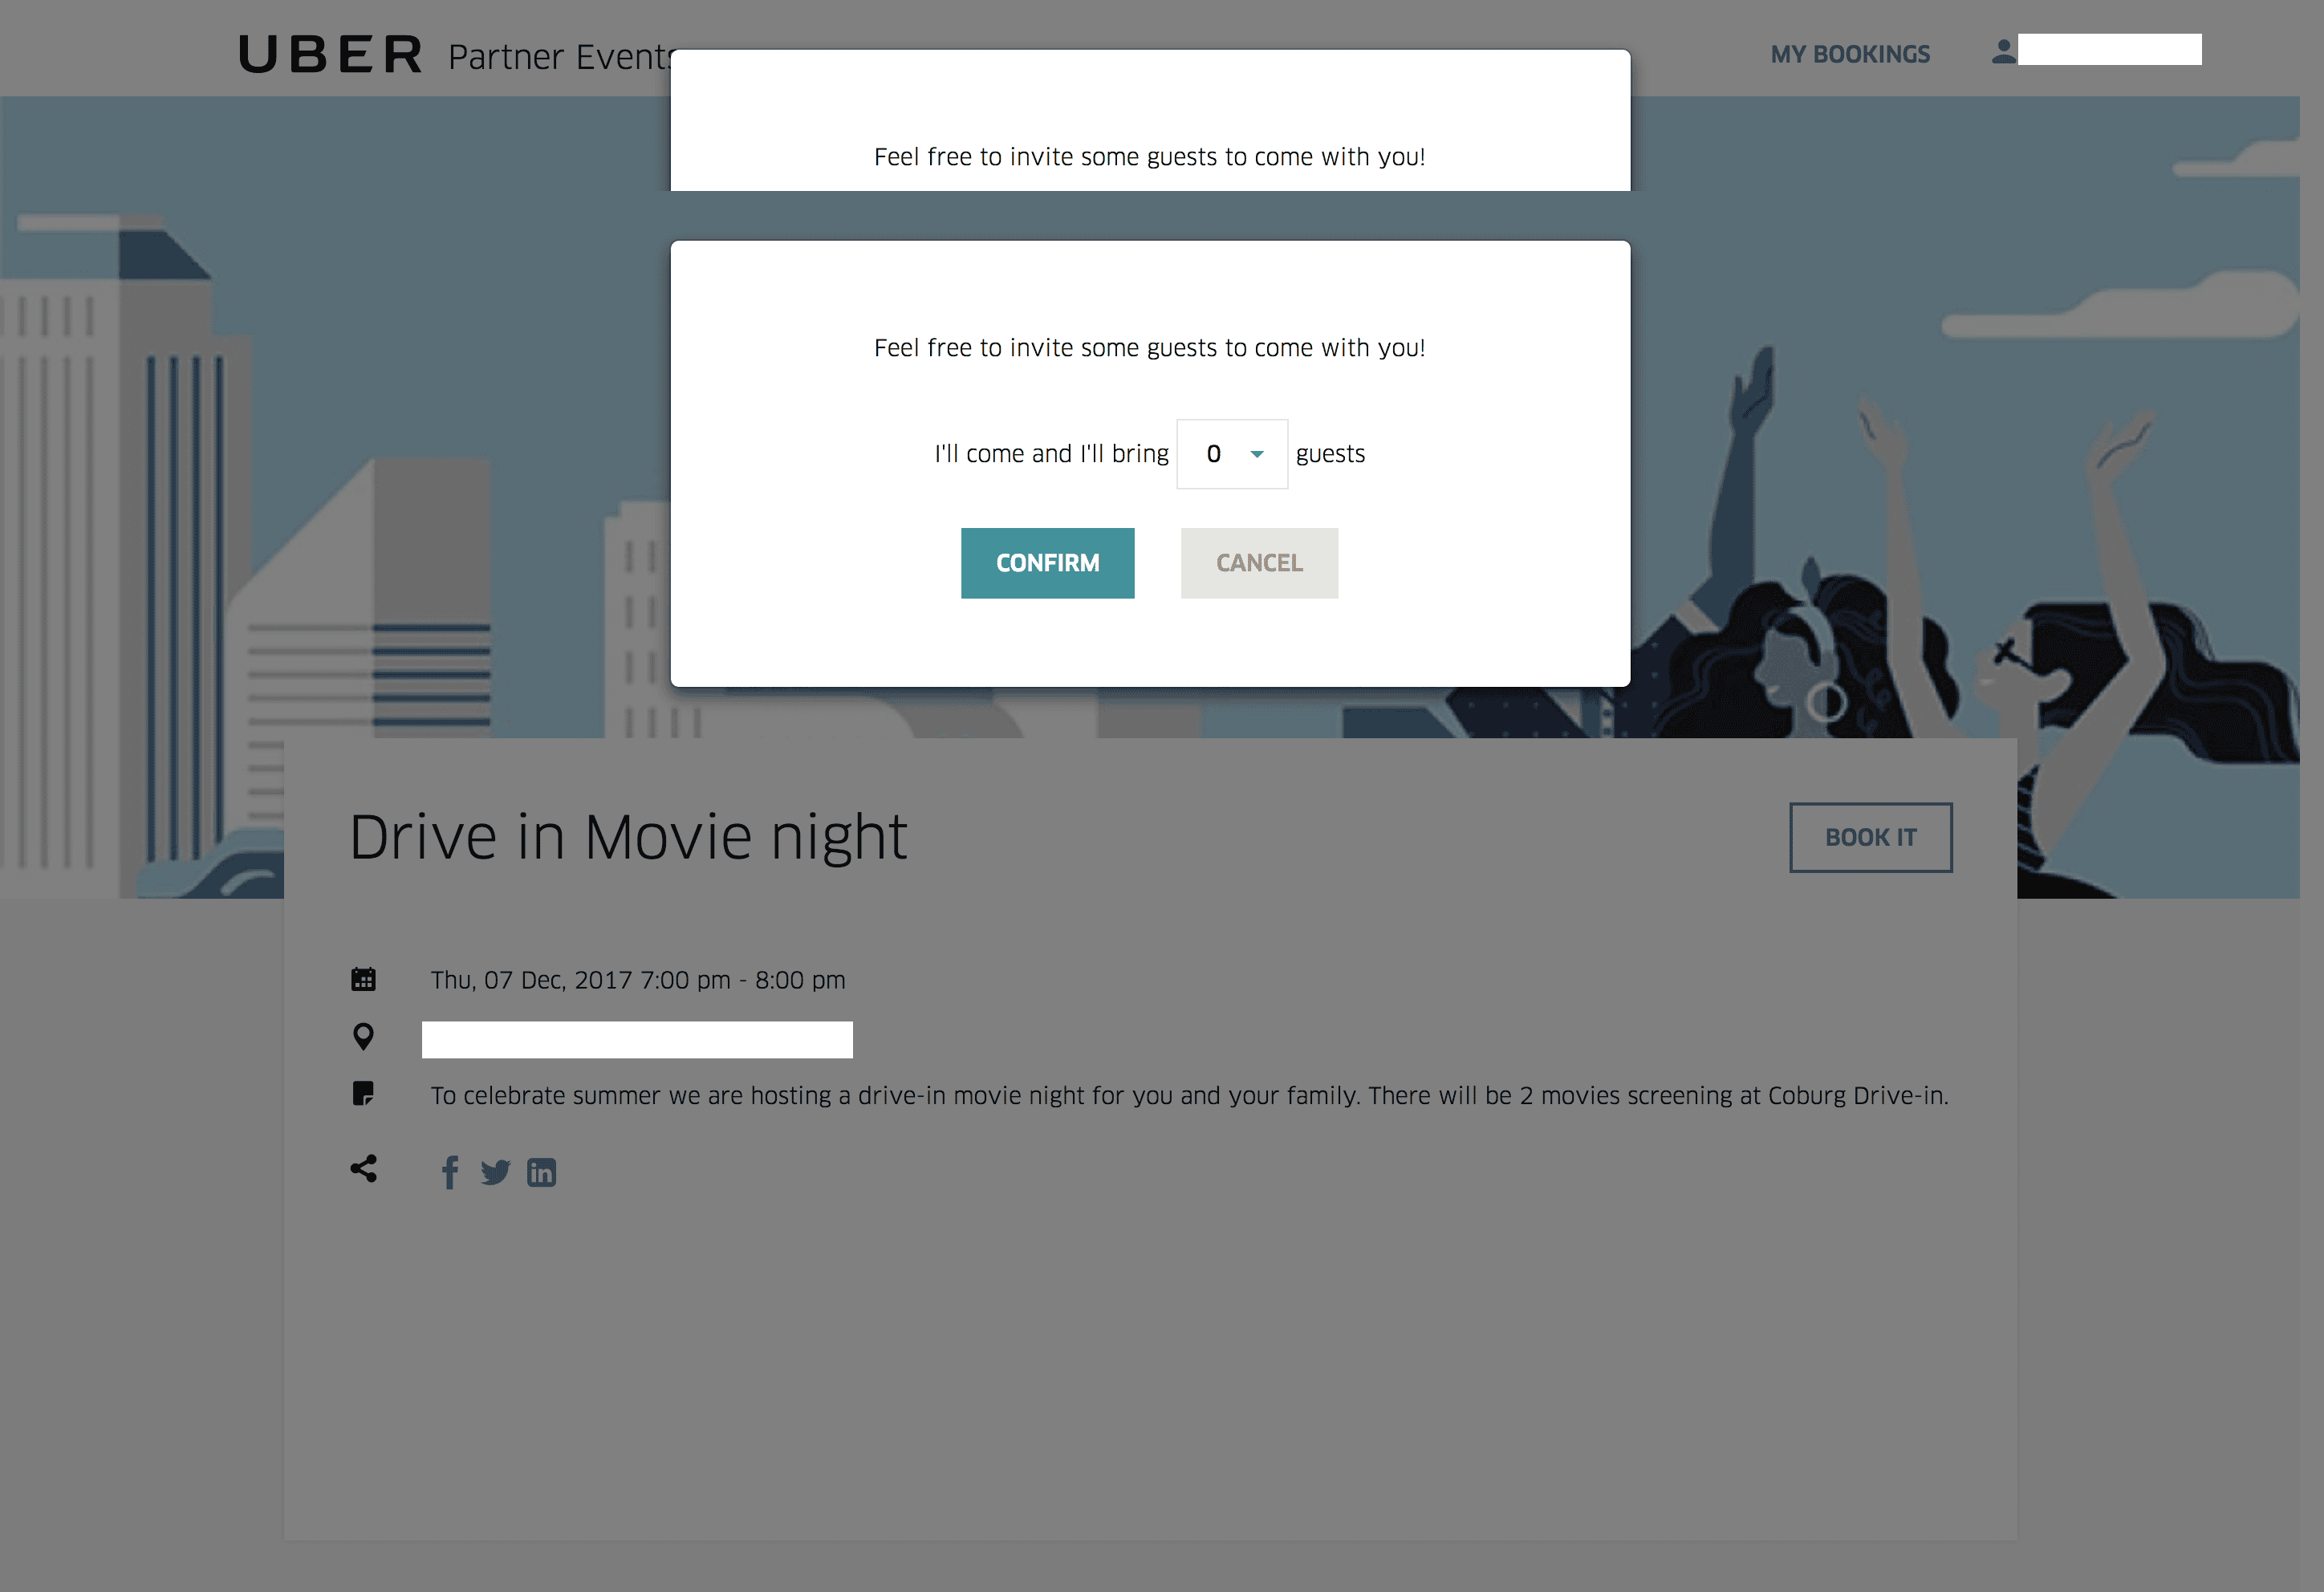 UBER Partner Events
MY BOOKINGS
Feel free to invite some guests to come with you!
Feel free to invite some guests to come with you!
I'll come and I'll bring 0 guests
CONFIRM CANCEL
Drive in Movie night
BOOK IT
Thu, 07 Dec, 2017 7:00 pm - 8:00 pm
To celebrate summer we are hosting a drive-in movie night for you and your family. There will be 2 movies screening at Coburg Drive-in.